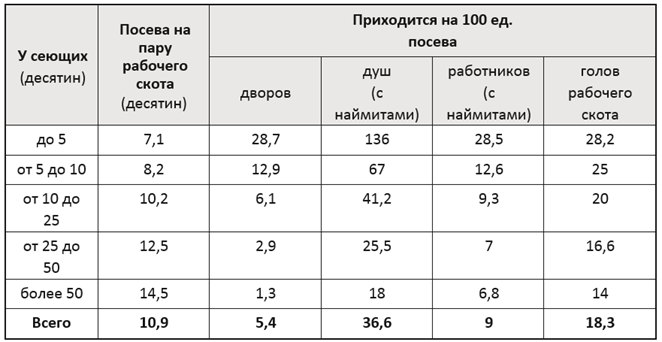 У сеющих (десятин) | Посева на пару рабочего скота (десятин) | Приходится на 100 ед. посева
дворов | душ (с наймитами) | работников (с наймитами) | голов рабочего скота
до 5 | 7,1 | 28,7 | 136 | 28,5 | 28,2
от 5 до 10 | 8,2 | 12,9 | 67 | 12,6 | 25
от 10 до 25 | 10,2 | 6,1 | 41,2 | 9,3 | 20
от 25 до 50 | 12,5 | 2,9 | 25,5 | 7 | 16,6
более 50 | 14,5 | 1,3 | 18 | 6,8 | 14
Всего | 10,9 | 5,4 | 36,6 | 9 | 18,3